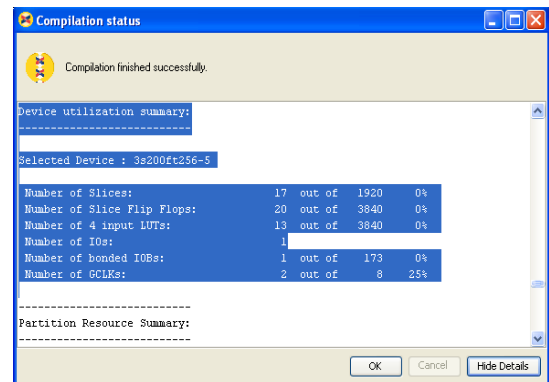 Compilation status
Compilation finished successfully.
Device utilization summary:
---------------------------
Selected Device : 3s200ft256-5
Number of Slices: 17 out of 1920 0%
Number of Slice Flip Flops: 20 out of 3840 0%
Number of 4 input LUTs: 13 out of 3840 0%
Number of IOs: 1
Number of bonded IOBs: 1 out of 173 0%
Number of GCLKs: 2 out of 8 25%
---------------------------
Partition Resource Summary:
---------------------------
OK Cancel Hide Details